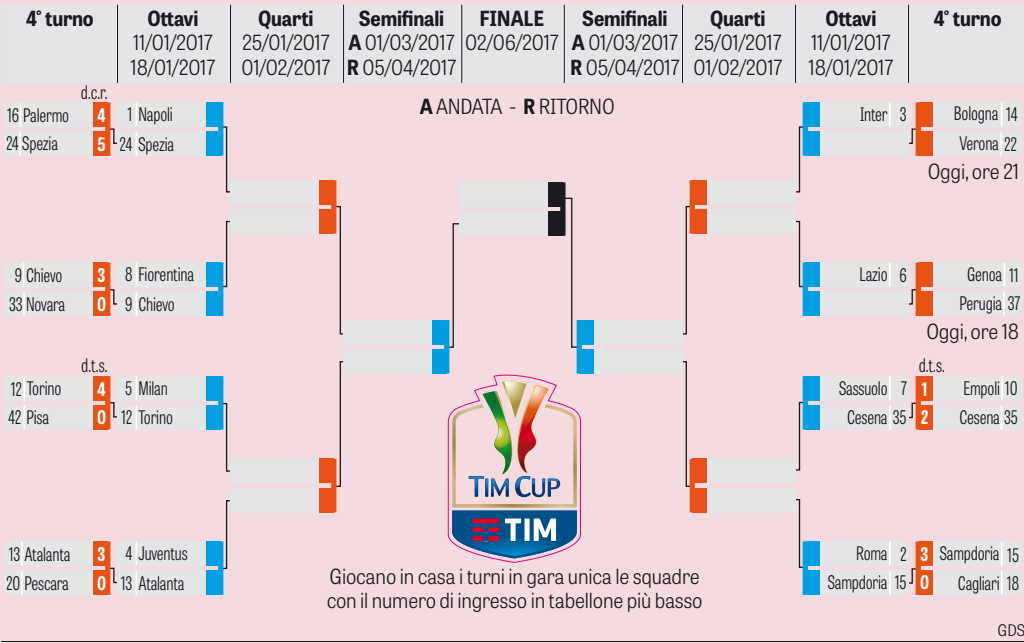 4° turno
Ottavi
11/01/2017
18/01/2017
Quarti
25/01/2017
01/02/2017
Semifinali
A 01/03/2017
R 05/04/2017
FINALE
02/06/2017
Semifinali
A 01/03/2017
R 05/04/2017
Quarti
25/01/2017
01/02/2017
Ottavi
11/01/2017
18/01/2017
4° turno
A ANDATA - R RITORNO
d.c.r.
16 Palermo 4
24 Spezia 5
1 Napoli
24 Spezia
9 Chievo 3
33 Novara 0
8 Fiorentina
9 Chievo
d.t.s.
12 Torino 4
42 Pisa 0
5 Milan
12 Torino
13 Atalanta 3
20 Pescara 0
4 Juventus
13 Atalanta
Inter 3
Bologna 14
Verona 22
Oggi, ore 21
Lazio 6
Genoa 11
Perugia 37
Oggi, ore 18
d.t.s.
Sassuolo 7
Cesena 35
1 Empoli 10
2 Cesena 35
Roma 2
Sampdoria 15
3 Sampdoria 15
0 Cagliari 18
TIM CUP
TIM
Giocano in casa i turni in gara unica le squadre
con il numero di ingresso in tabellone più basso
GDS